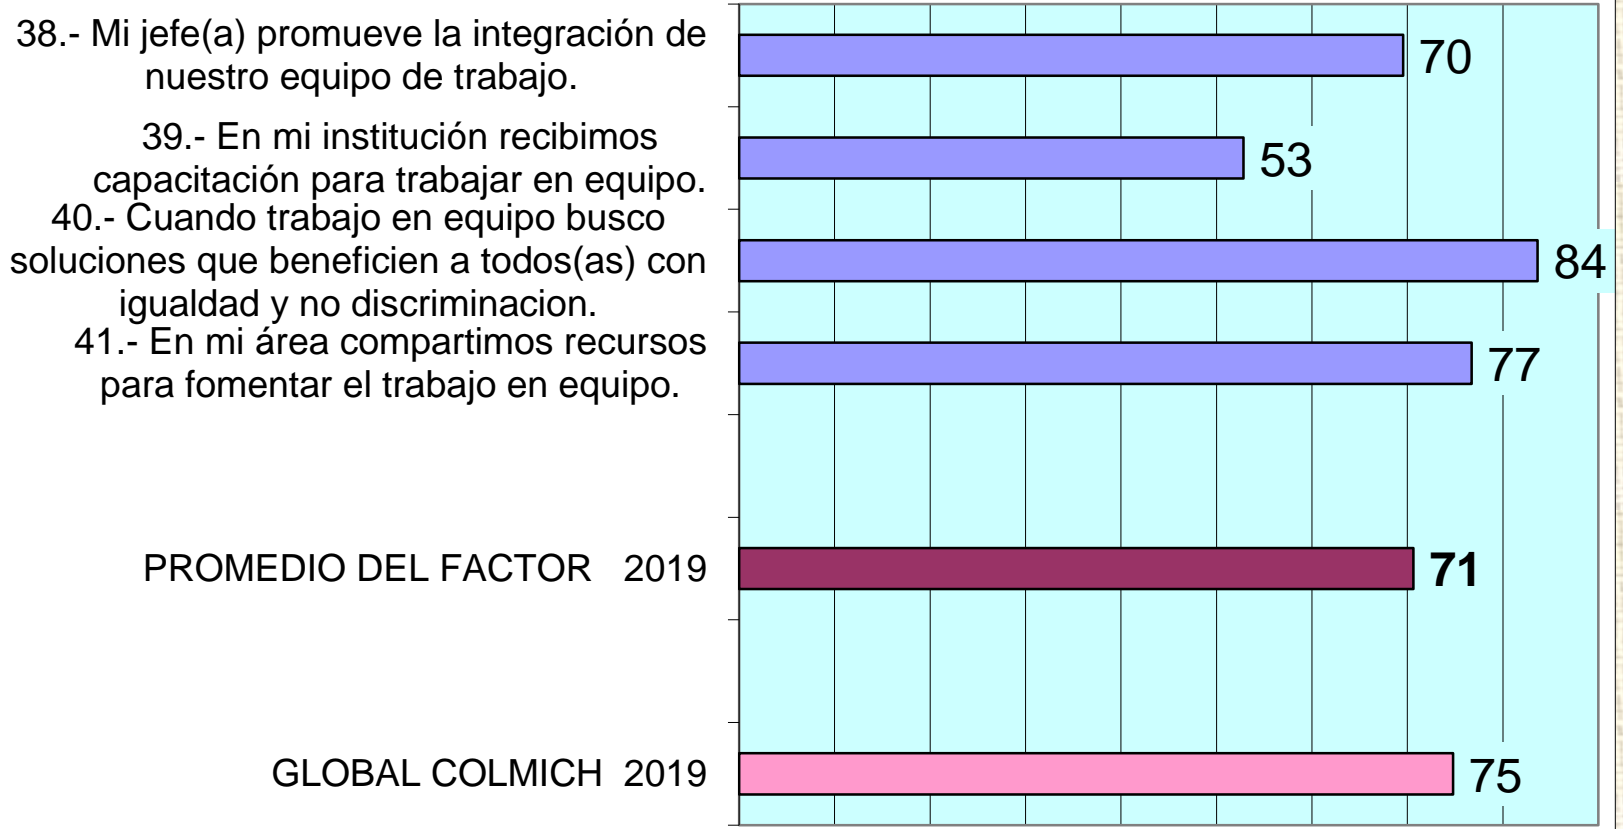 38.- Mi jefe(a) promueve la integración de
nuestro equipo de trabajo.
70
39.- En mi institución recibimos
capacitación para trabajar en equipo.
53
40.- Cuando trabajo en equipo busco
soluciones que beneficien a todos(as) con
igualdad y no discriminacion.
84
41.- En mi área compartimos recursos
para fomentar el trabajo en equipo.
77
PROMEDIO DEL FACTOR 2019
71
GLOBAL COLMICH 2019
75